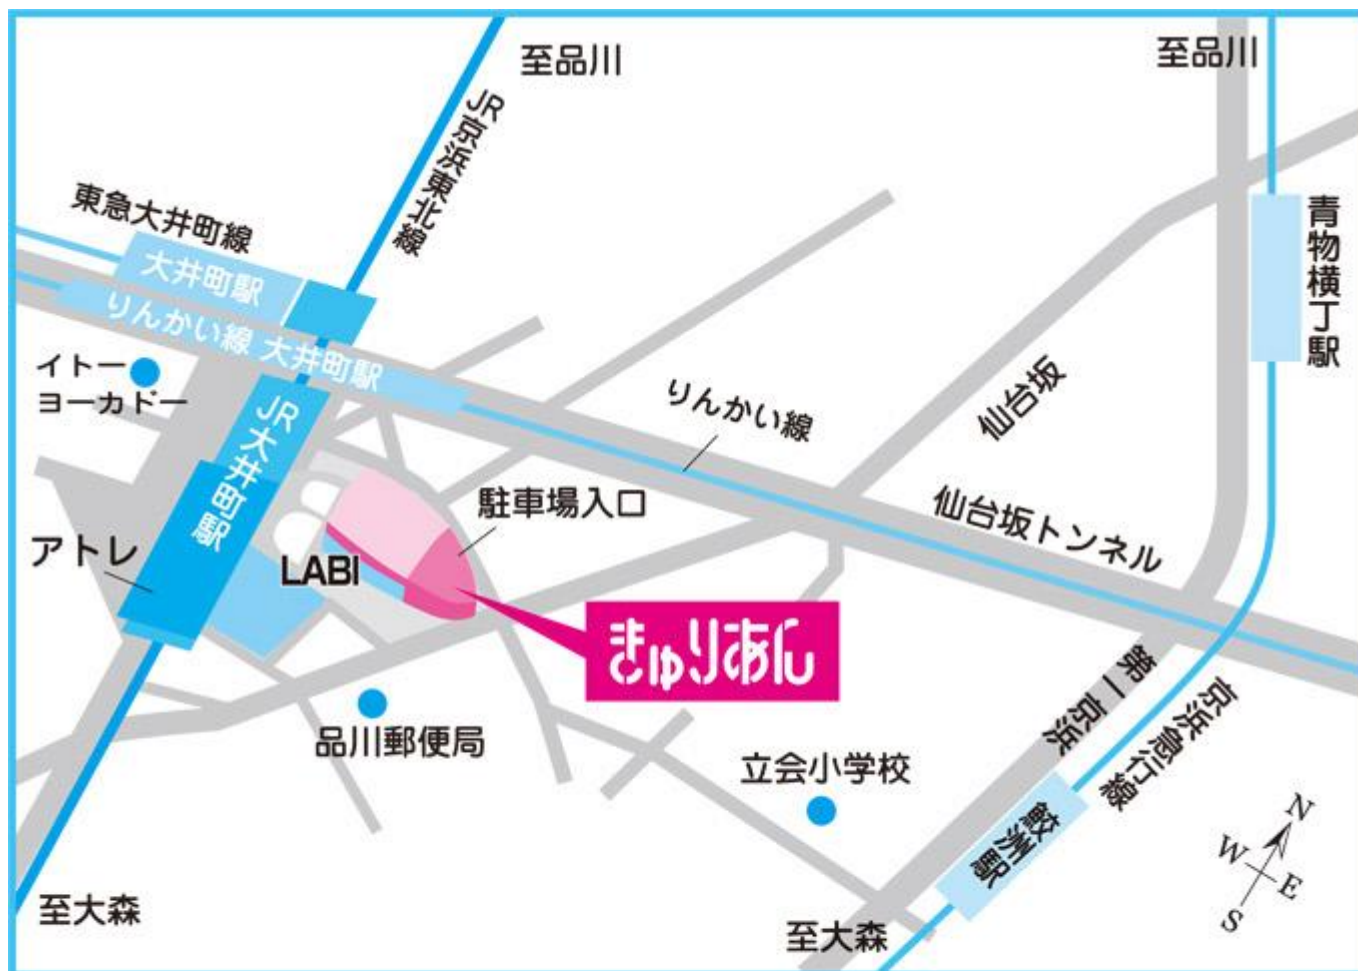 至品川
至品川
JR京浜東北線
東急大井町線
大井町駅
りんかい線 大井町駅
青物横丁駅
イトー
ヨーカドー
JR大井町駅
りんかい線
仙台坂
駐車場入口
仙台坂トンネル
アトレ
LABI
きゅりあん
第一京浜
京浜急行線
品川郵便局
立会小学校
鮫洲駅
N
W
E
S
至大森
至大森